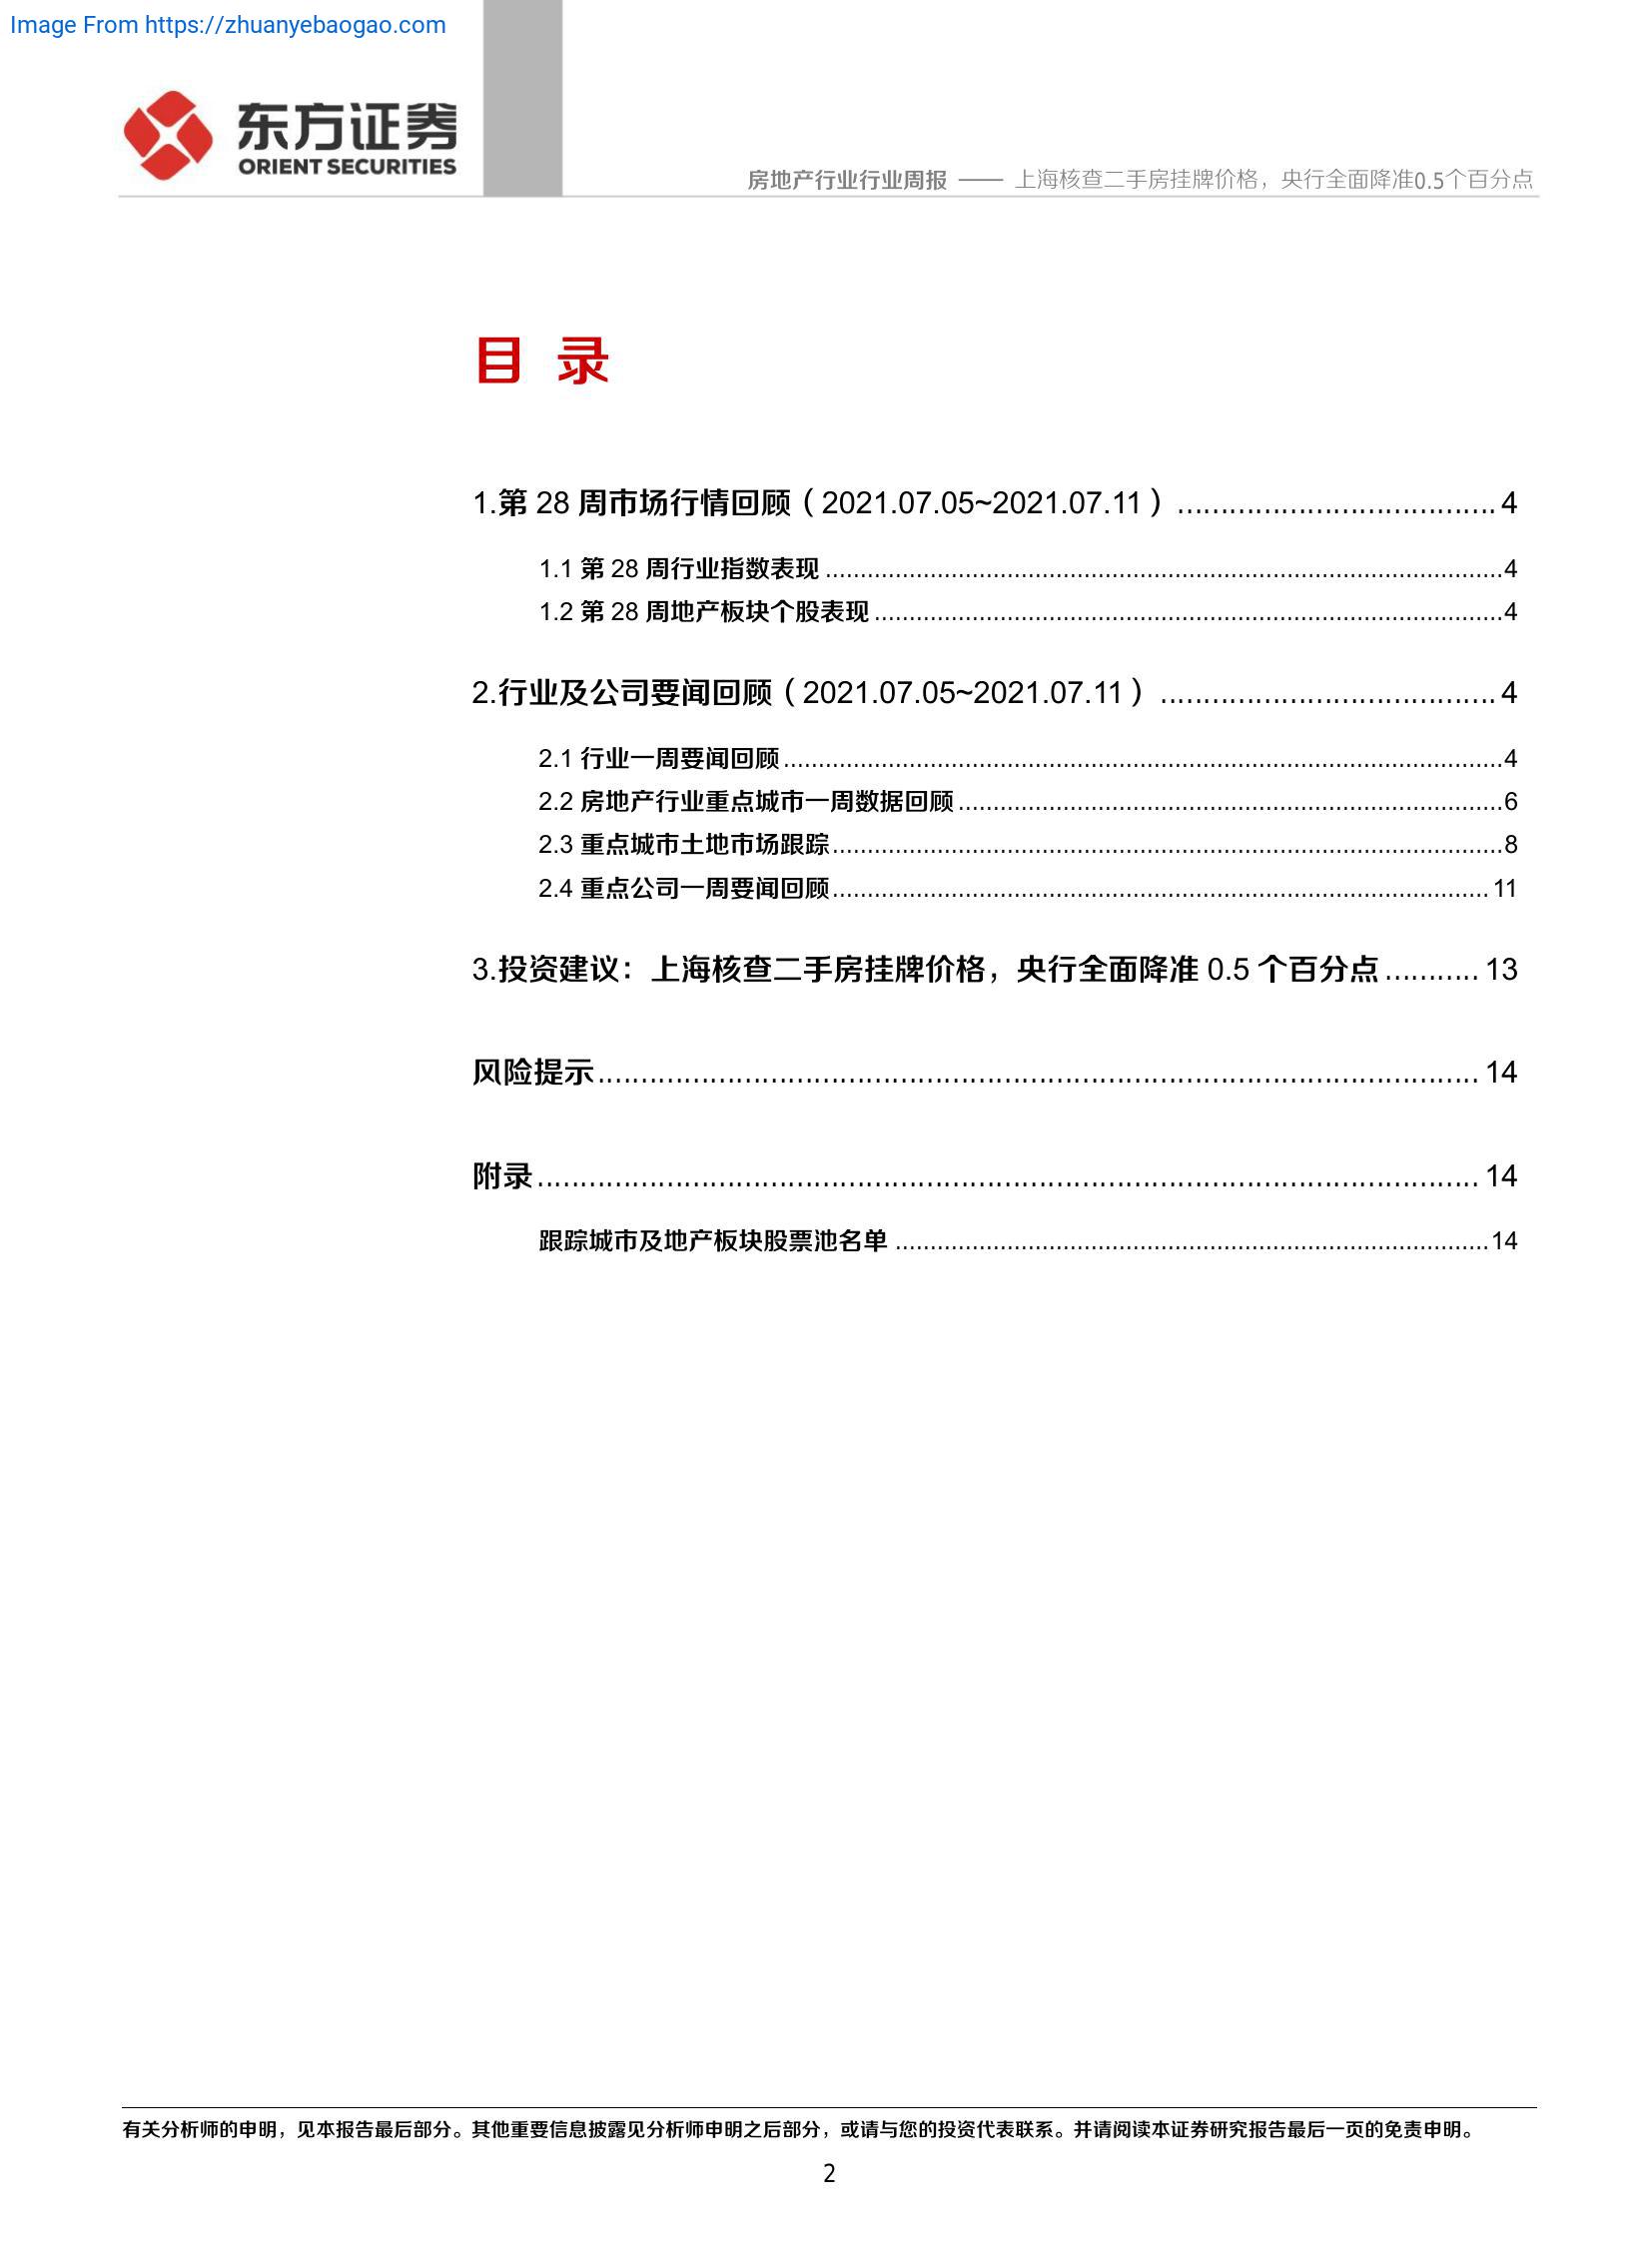 Image From https://zhuanyebaogao.com
东方证券
ORIENT SECURITIES
房地产行业行业周报 —— 上海核查二手房挂牌价格，央行全面降准0.5个百分点
目 录
1.第 28 周市场行情回顾（2021.07.05~2021.07.11）..................................... 4
1.1 第 28 周行业指数表现 ................................................................................................4
1.2 第 28 周地产板块个股表现 .........................................................................................4
2.行业及公司要闻回顾（2021.07.05~2021.07.11）....................................... 4
2.1 行业一周要闻回顾 ......................................................................................................4
2.2 房地产行业重点城市一周数据回顾 .............................................................................6
2.3 重点城市土地市场跟踪 ...............................................................................................8
2.4 重点公司一周要闻回顾 ............................................................................................. 11
3.投资建议：上海核查二手房挂牌价格，央行全面降准 0.5 个百分点 ........... 13
风险提示 ...................................................................................................... 14
附录 ............................................................................................................. 14
跟踪城市及地产板块股票池名单 .....................................................................................14
有关分析师的申明，见本报告最后部分。其他重要信息披露见分析师申明之后部分，或请与您的投资代表联系。并请阅读本证券研究报告最后一页的免责申明。
2